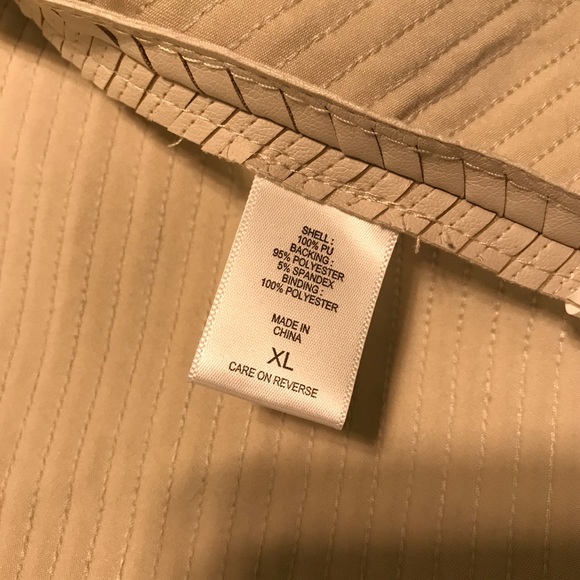 SHELL :
100% PU
BACKING :
95% POLYESTER
5% SPANDEX
BINDING :
100% POLYESTER
MADE IN
CHINA
XL
CARE ON REVERSE